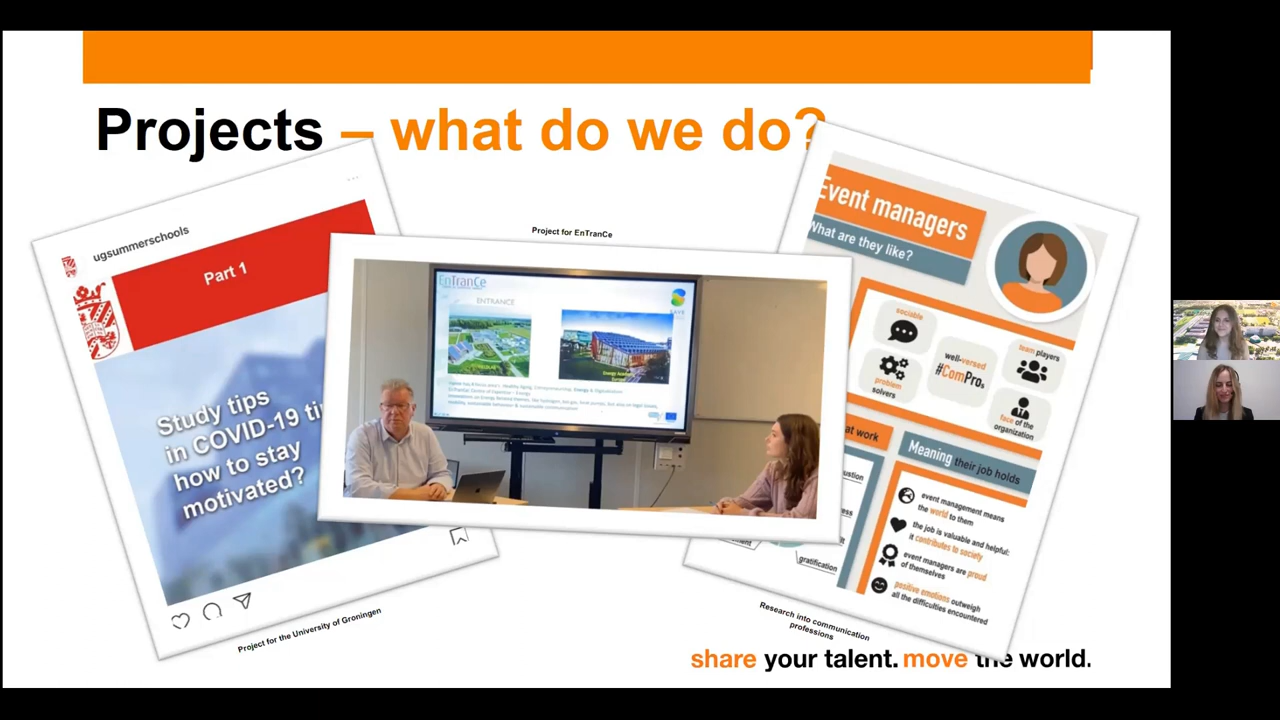 Projects – what do we do?
ugsummerschools
Part 1
Study tips
in COVID-19 ti
how to stay
motivated?
Project for the University of Groningen
Project for EnTranCe
EnTranCe
ENTRANCE
Event managers
What are they like?
sociable
problem
solvers
well-versed
#ComPros
team players
face of the
organization
at work
gratification
Meaning their job holds
event management means
the world to them
the job is valuable and helpful:
it contributes to society
event managers are proud
of themselves
positive emotions outweigh
all the difficulties encountered
Research into communication
professions
share your talent. move the world.